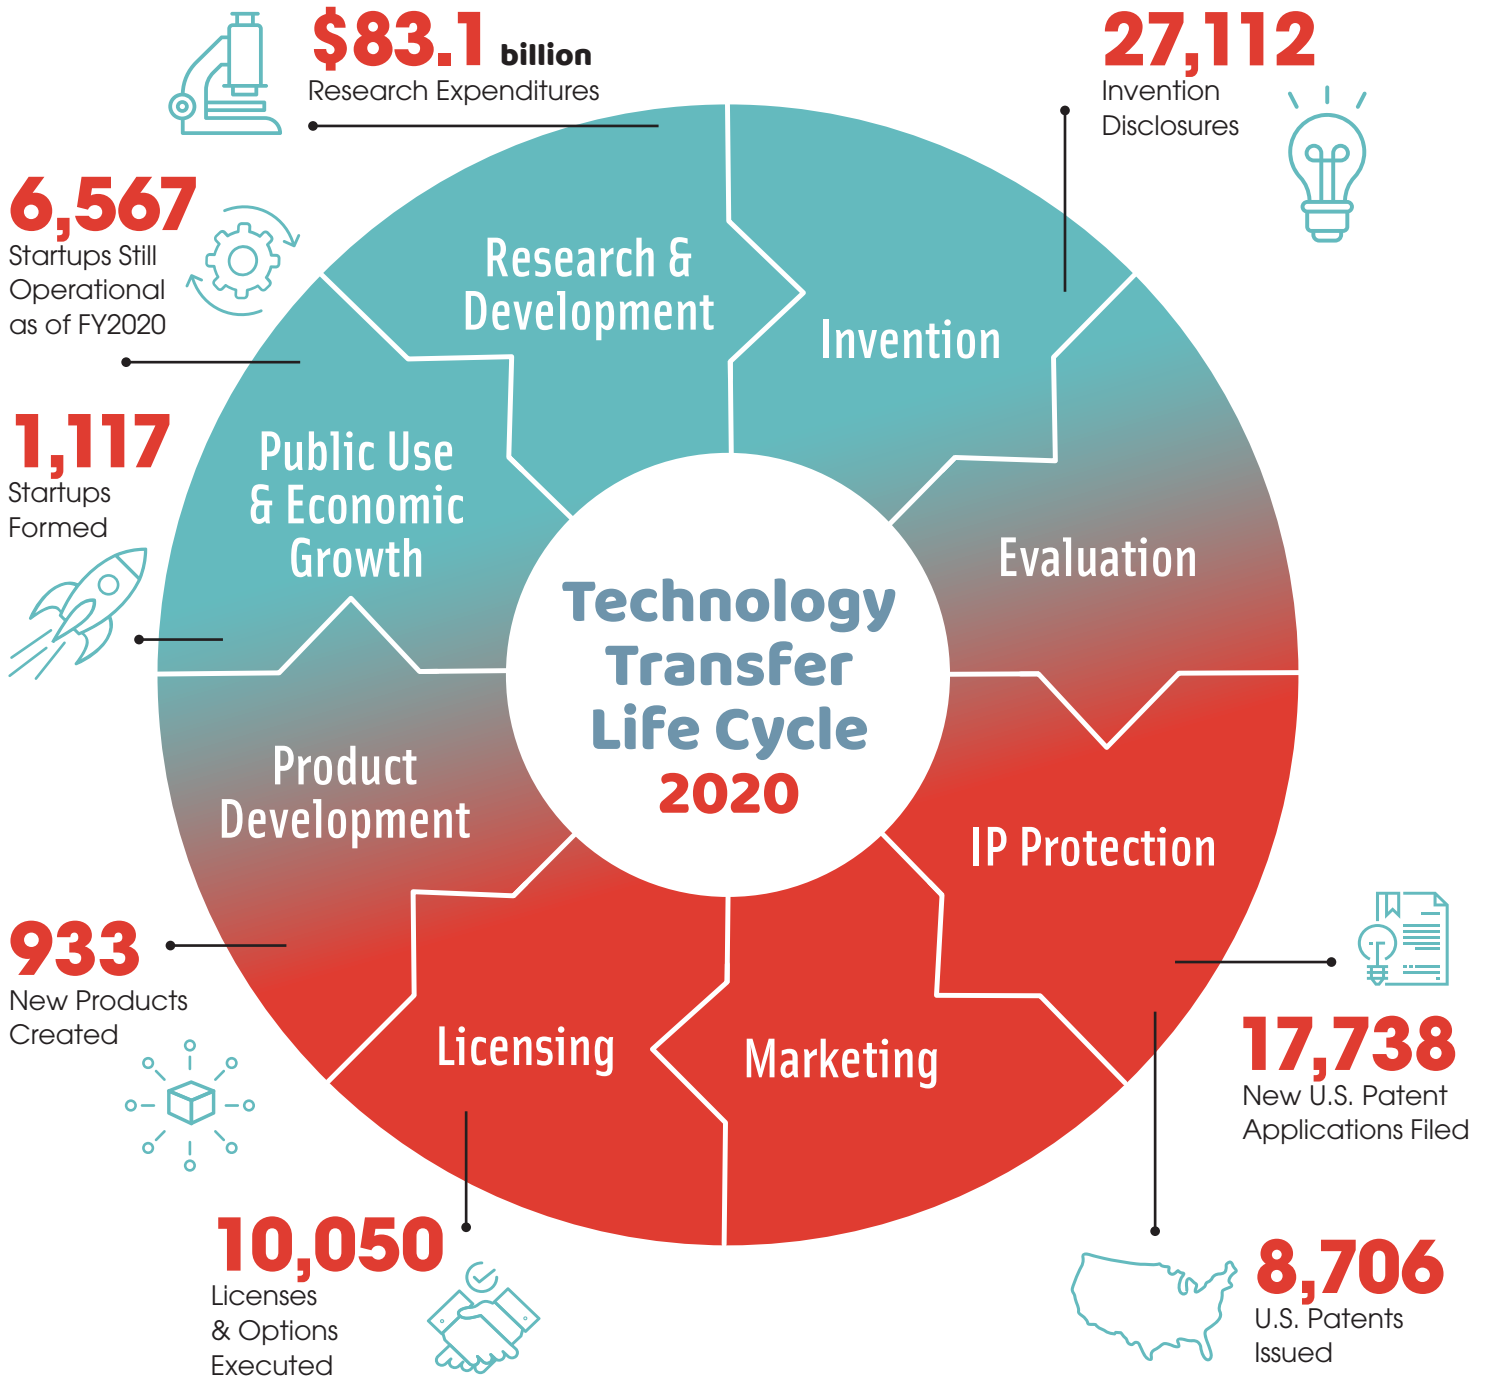 $83.1 billion
Research Expenditures
27,112
Invention
Disclosures
6,567
Startups Still
Operational
as of FY2020
1,117
Startups
Formed
Research &
Development
Invention
Public Use
& Economic
Growth
Evaluation
Technology
Transfer
Life Cycle
2020
Product
Development
IP Protection
Licensing
Marketing
933
New Products
Created
17,738
New U.S. Patent
Applications Filed
10,050
Licenses
& Options
Executed
8,706
U.S. Patents
Issued